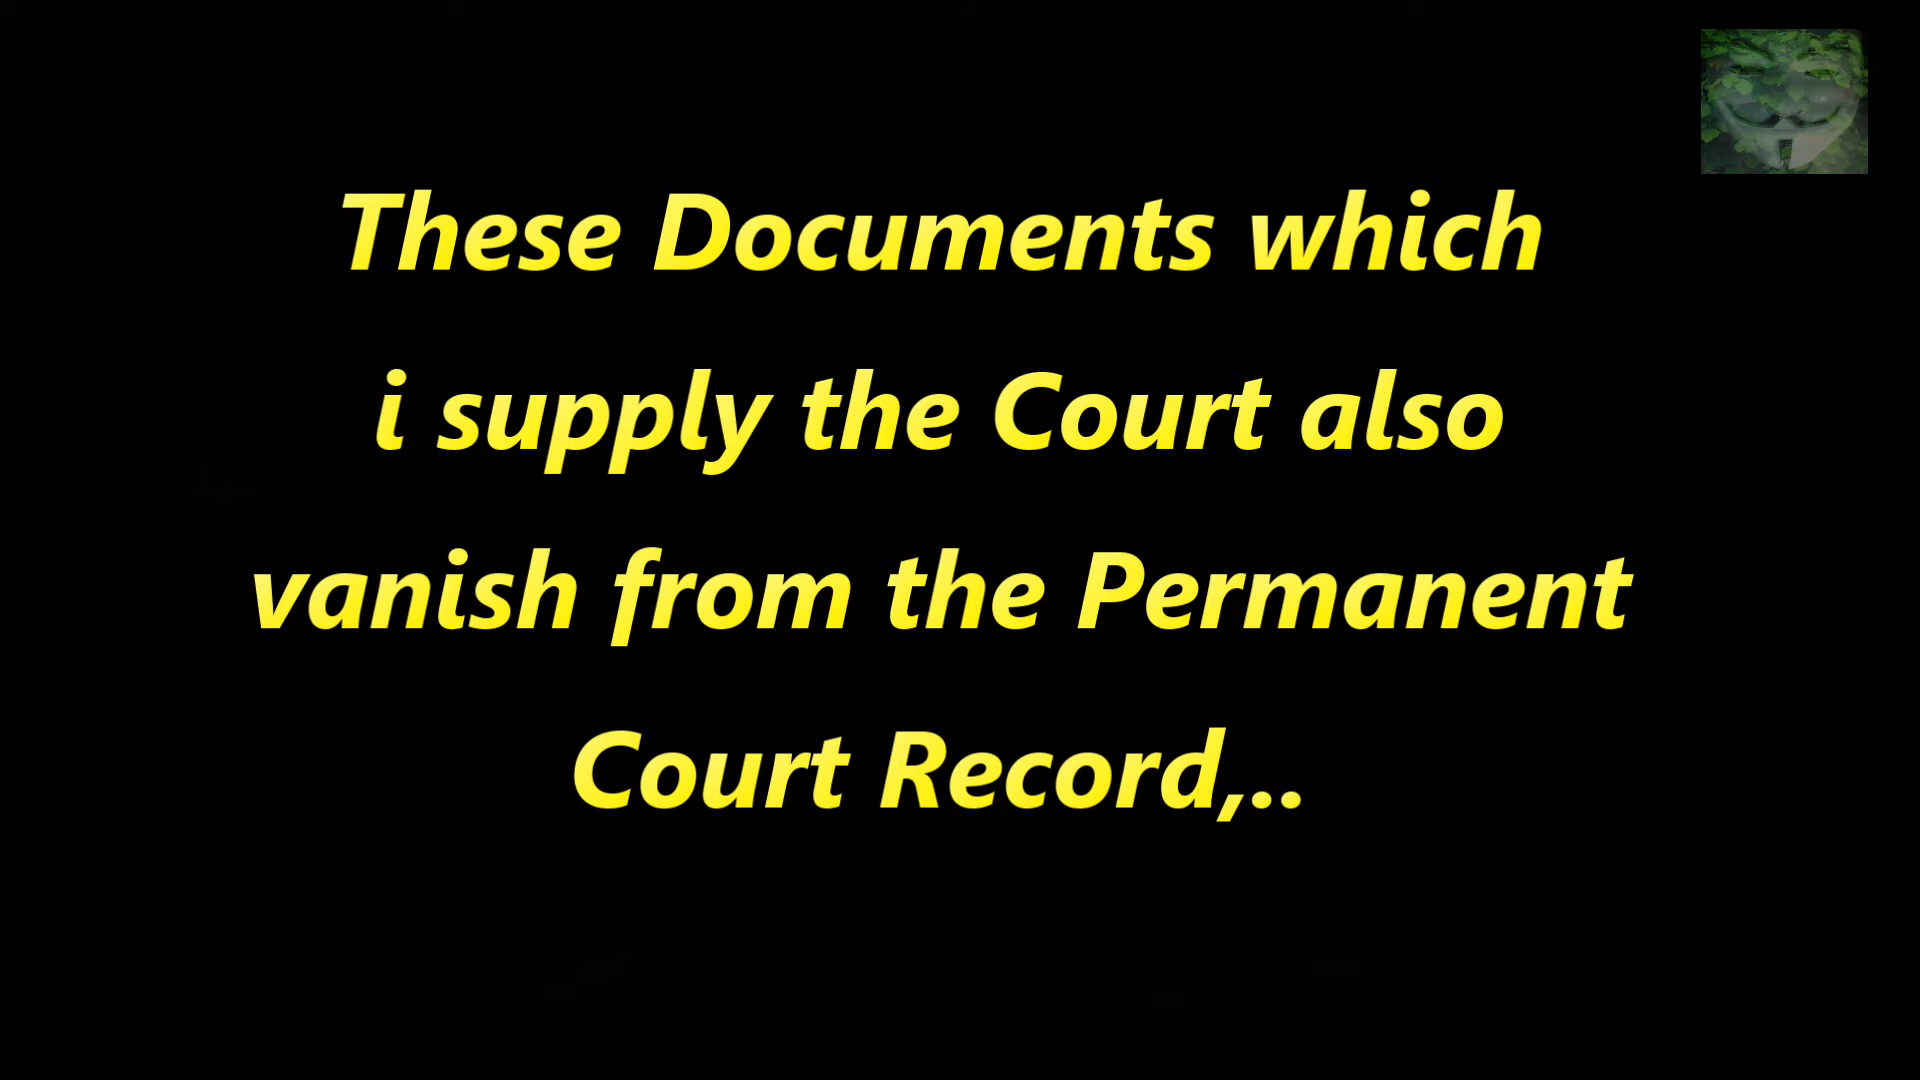 These Documents which
i supply the Court also
vanish from the Permanent
Court Record,..